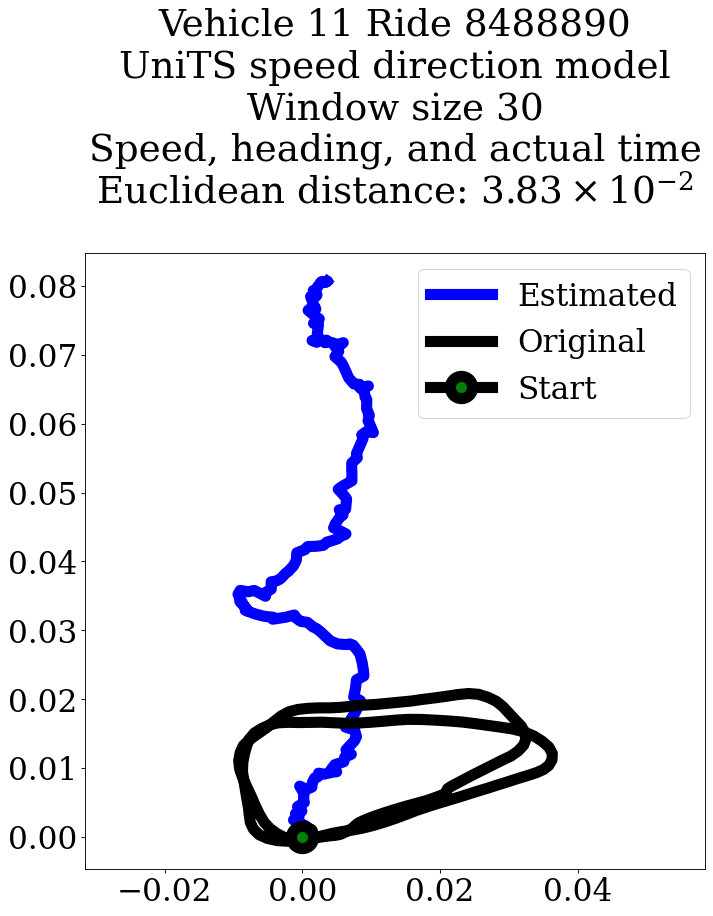 Vehicle 11 Ride 8488890
UniTS speed direction model
Window size 30
Speed, heading, and actual time
Euclidean distance: 3.83 × 10⁻²
Estimated
Original
Start
0.08
0.07
0.06
0.05
0.04
0.03
0.02
0.01
0.00
−0.02 0.00 0.02 0.04